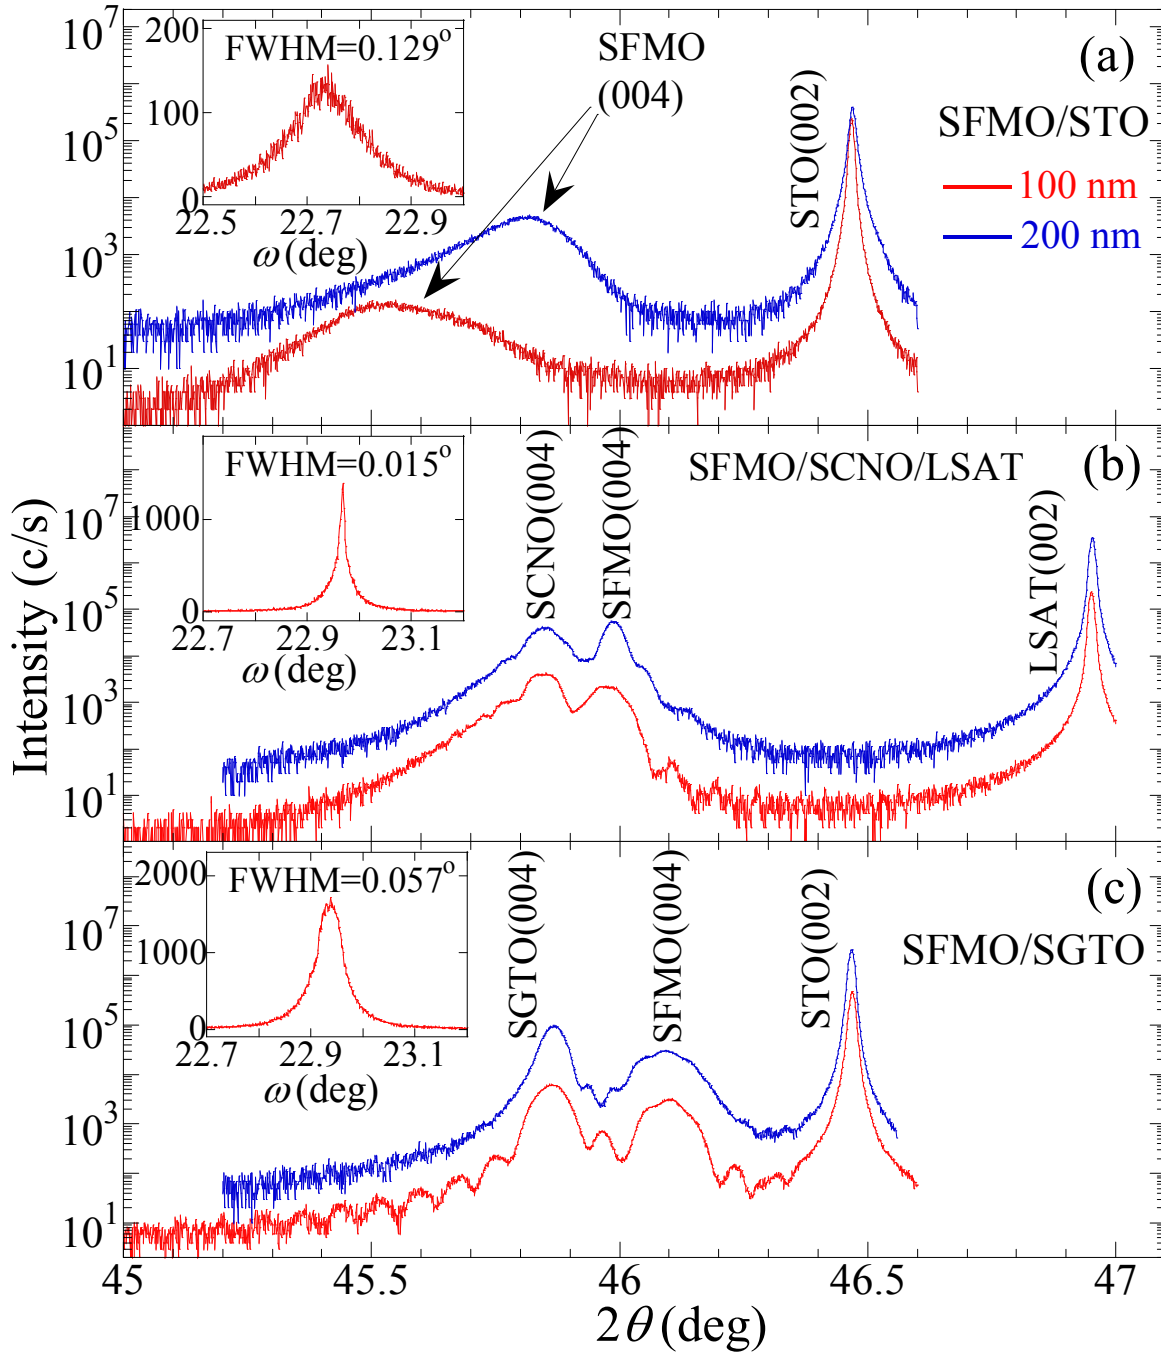 10^7
10^5
10^3
10^1
200
100
0
FWHM=0.129°
22.5
22.7
22.9
ω (deg)
SFMO
(004)
STO(002)
(a)
SFMO/STO
100 nm
200 nm
10^7
10^5
10^3
10^1
1000
0
FWHM=0.015°
22.7
22.9
23.1
ω (deg)
SCNO(004)
SFMO(004)
SFMO/SCNO/LSAT
LSAT(002)
(b)
Intensity (c/s)
10^7
10^5
10^3
10^1
2000
1000
0
FWHM=0.057°
22.7
22.9
23.1
ω (deg)
SGTO(004)
SFMO(004)
STO(002)
(c)
SFMO/SGTO
45
45.5
46
46.5
47
2θ (deg)